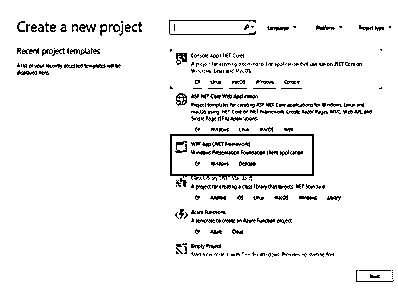 Create a new project
Language
Platform
Project type
Recent project templates
A list of your recently accessed templates will be
displayed here.
Console App (.NET Core)
A project for creating a command-line application that can run on .NET Core on
Windows, Linux and MacOS.
C# Linux macOS Windows Console
ASP.NET Core Web Application
Project templates for creating ASP.NET Core applications for Windows, Linux and
macOS using .NET Core or .NET Framework. Create Razor Pages, MVC, Web API, and
Single Page (SPA) Applications.
C# Windows Linux macOS Web
WPF App (.NET Framework)
Windows Presentation Foundation client application
C# Windows Desktop
Class Library (.NET Standard)
A project for creating a class library that targets .NET Standard.
C# Android iOS Linux macOS Windows Library
Azure Functions
A template to create an Azure Function project.
C# Azure Cloud
Empty Project
Next